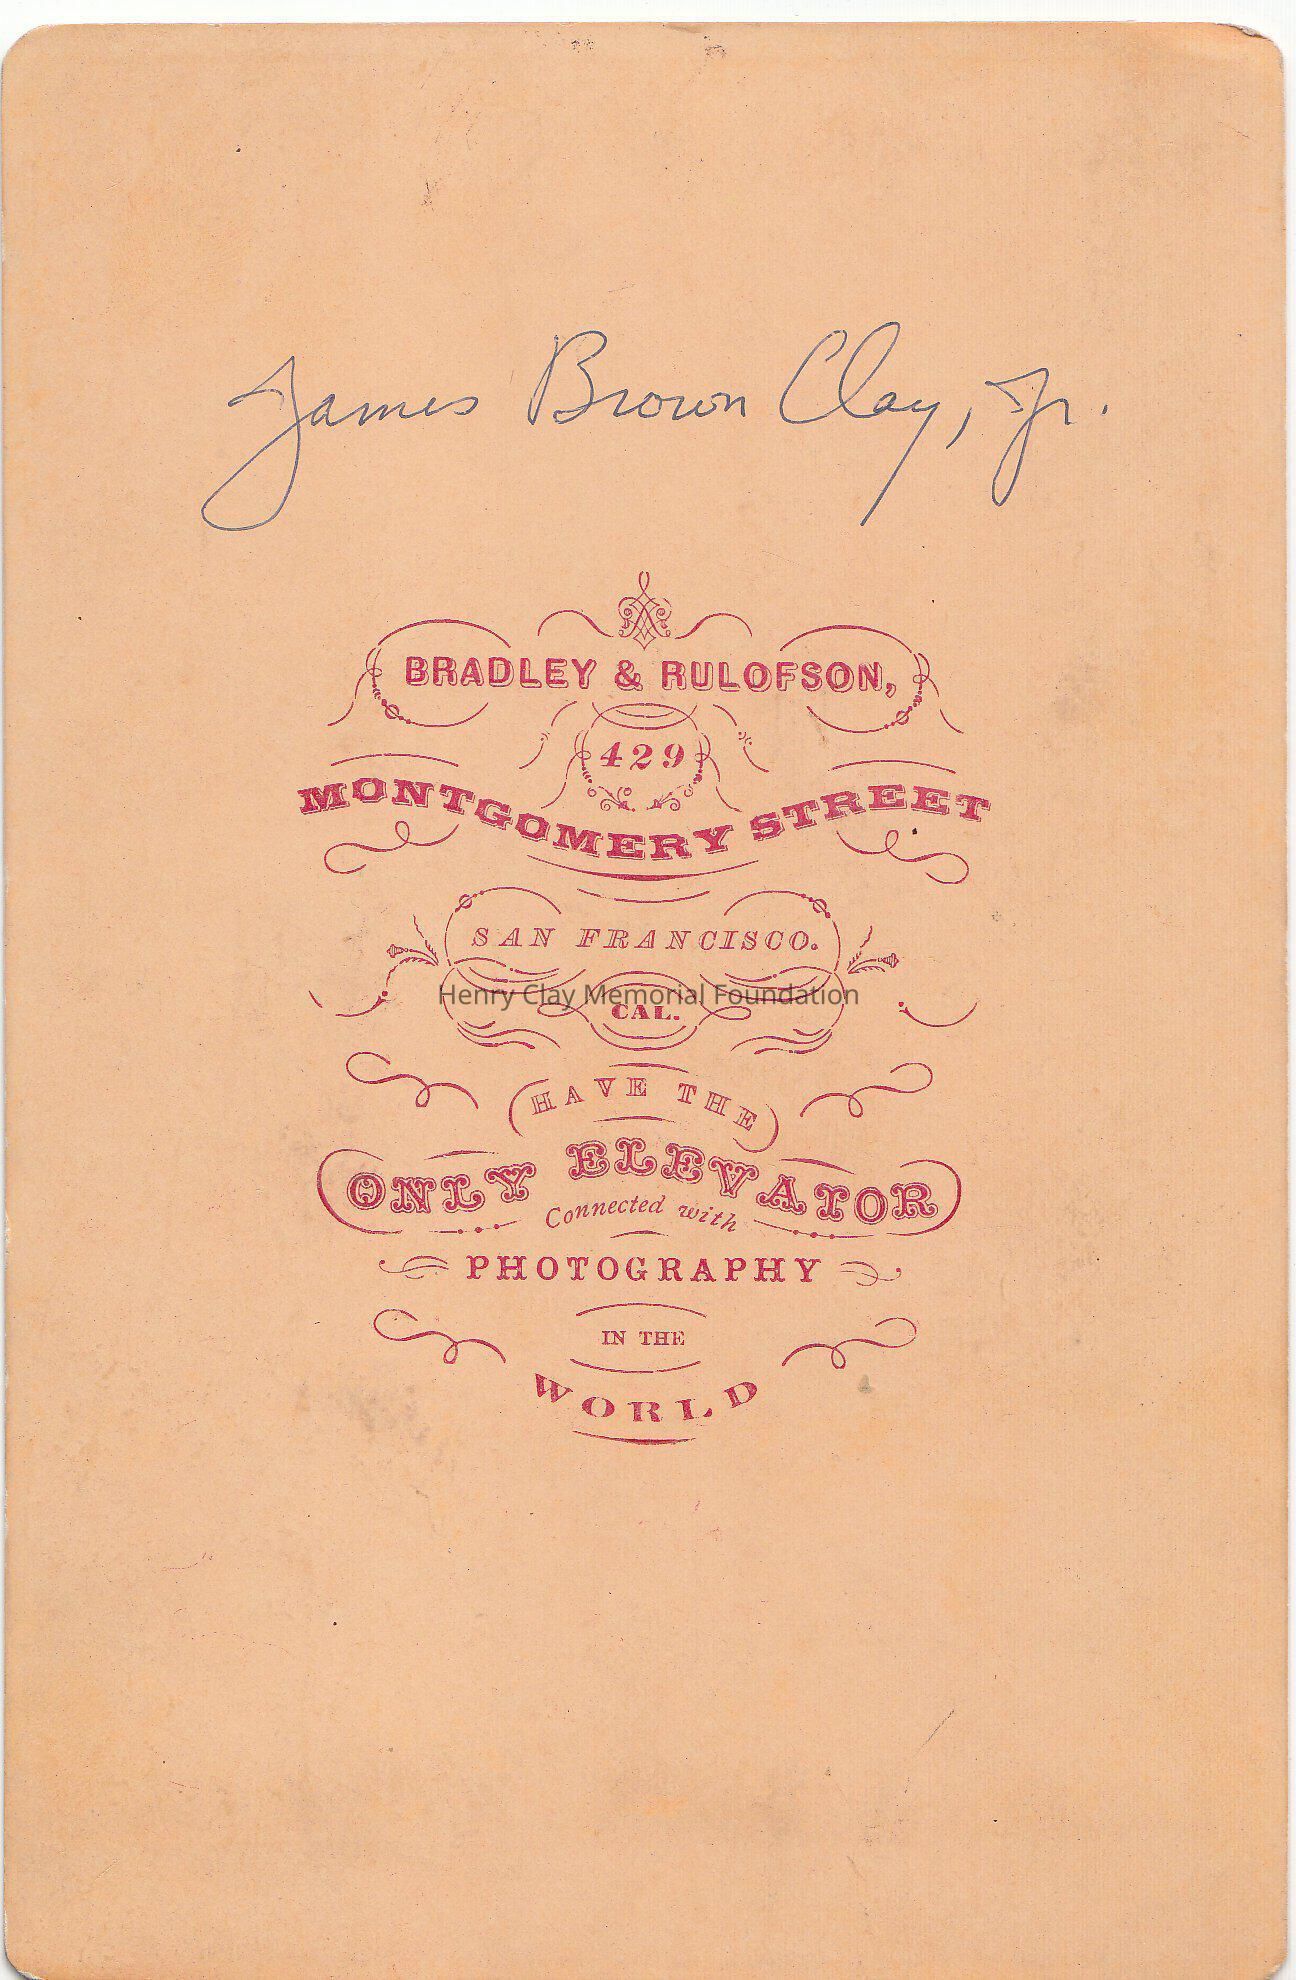 James Brown Clay, Jr.
BRADLEY & RULOFSON,
429
MONTGOMERY STREET
SAN FRANCISCO.
Henry Clay Memorial Foundation
CAL.
HAVE THE
ONLY ELEVATOR
Connected with
PHOTOGRAPHY
IN THE
WORLD